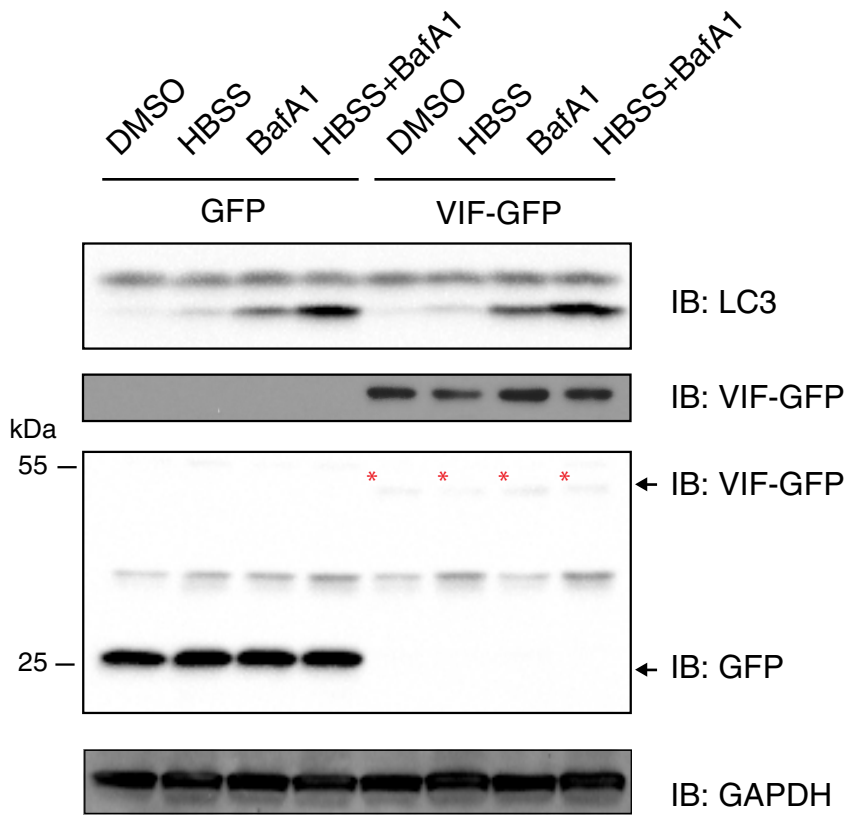 DMSO HBSS BafA1 HBSS+BafA1 DMSO HBSS BafA1 HBSS+BafA1
GFP VIF-GFP
IB: LC3
IB: VIF-GFP
kDa
55
* * * *
IB: VIF-GFP
25
IB: GFP
IB: GAPDH